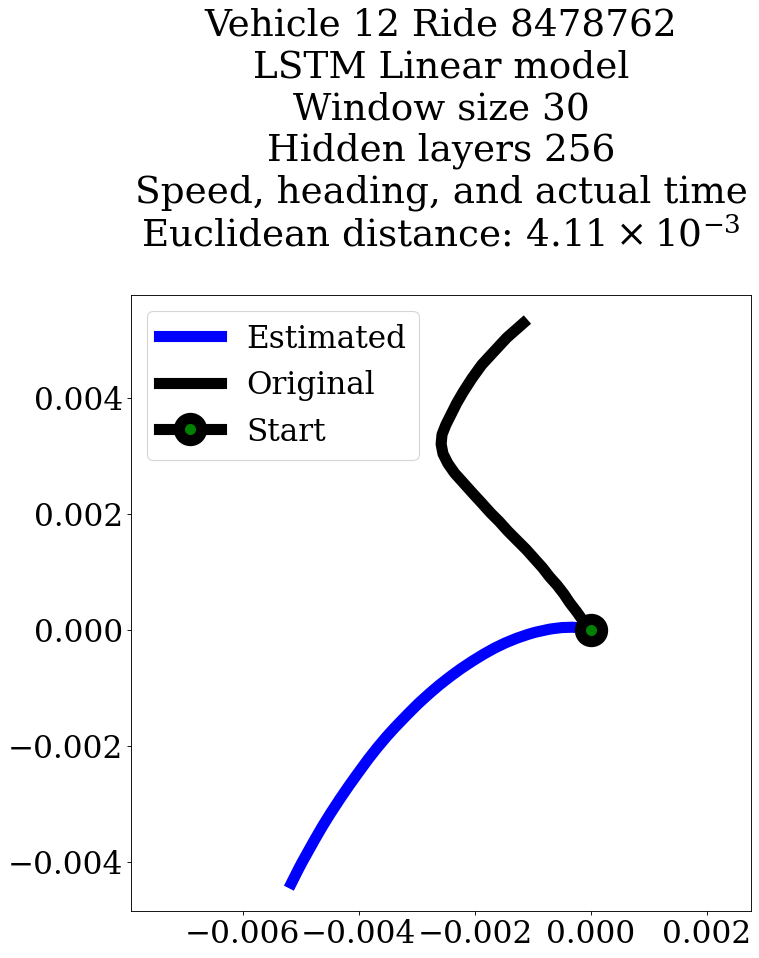 Vehicle 12 Ride 8478762
LSTM Linear model
Window size 30
Hidden layers 256
Speed, heading, and actual time
Euclidean distance: 4.11 × 10⁻³
Estimated
Original
Start
0.004
0.002
0.000
−0.002
−0.004
−0.006 −0.004 −0.002 0.000 0.002